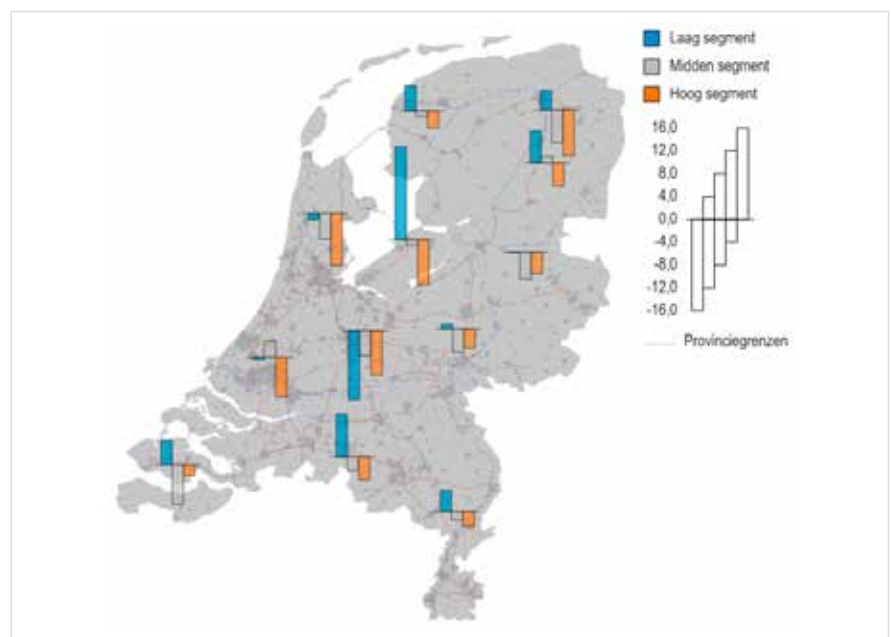 Laag segment
Midden segment
Hoog segment
16,0
12,0
8,0
4,0
0,0
-4,0
-8,0
-12,0
-16,0
Provinciegrenzen